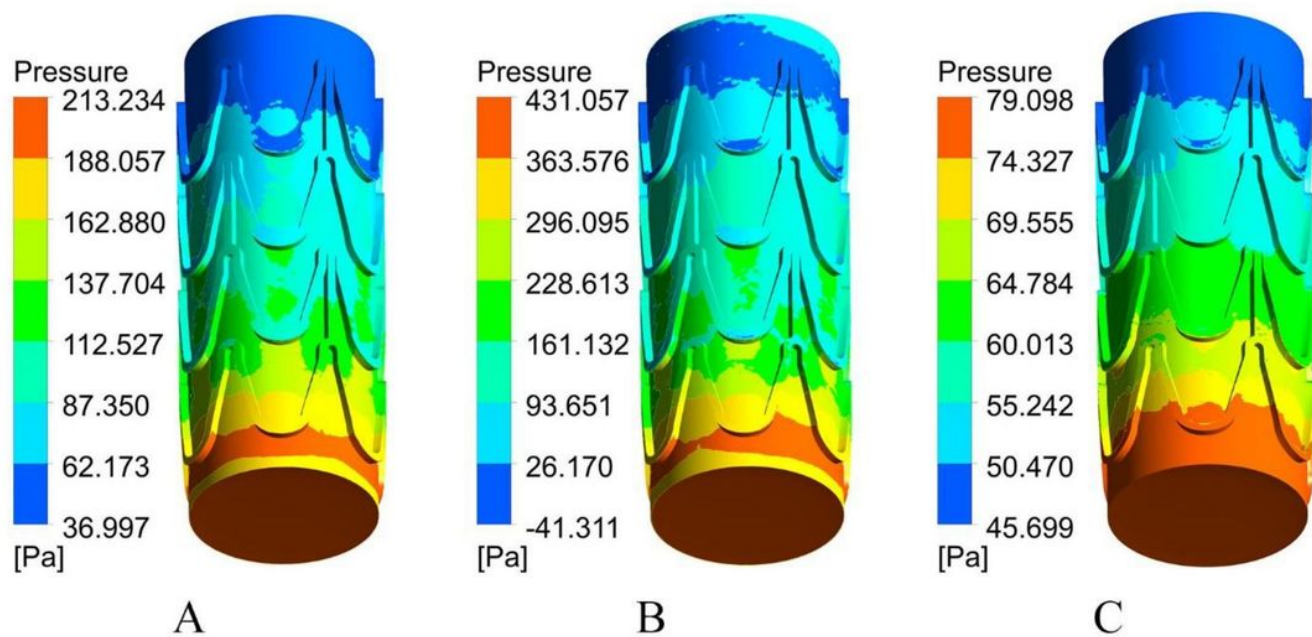 Pressure
213.234
188.057
162.880
137.704
112.527
87.350
62.173
36.997
[Pa]
A
Pressure
431.057
363.576
296.095
228.613
161.132
93.651
26.170
-41.311
[Pa]
B
Pressure
79.098
74.327
69.555
64.784
60.013
55.242
50.470
45.699
[Pa]
C